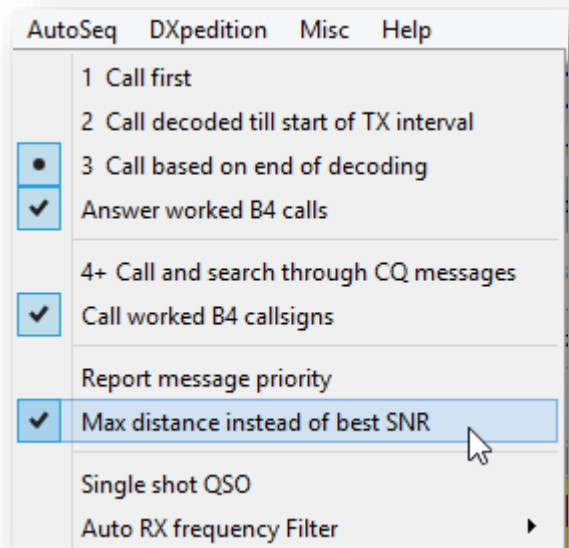 AutoSeq DXpedition Misc Help
1 Call first
2 Call decoded till start of TX interval
3 Call based on end of decoding
Answer worked B4 calls
4+ Call and search through CQ messages
Call worked B4 callsigns
Report message priority
Max distance instead of best SNR
Single shot QSO
Auto RX frequency Filter